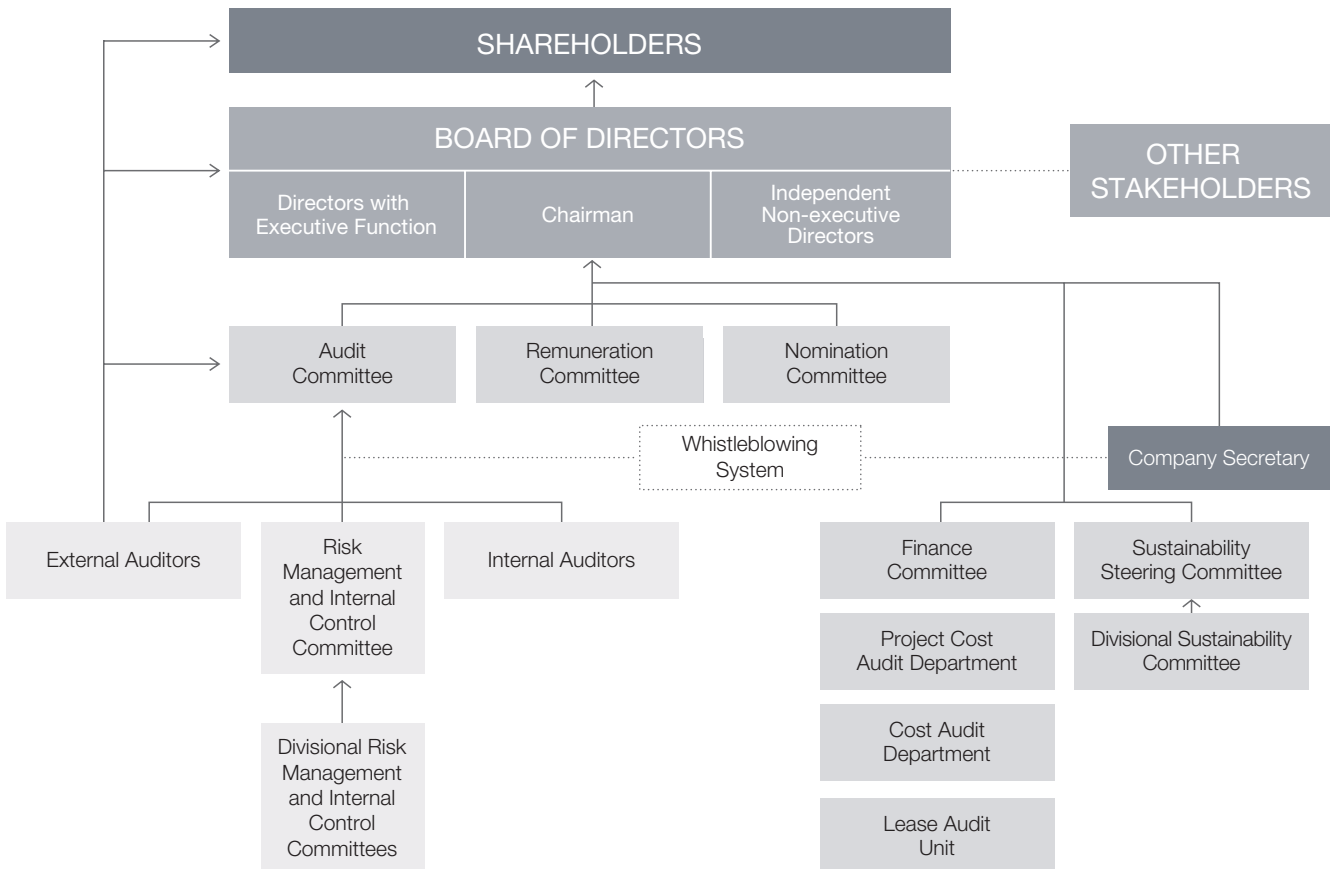 SHAREHOLDERS
BOARD OF DIRECTORS
Directors with
Executive Function
Chairman
Independent
Non-executive
Directors
OTHER
STAKEHOLDERS
Audit
Committee
Remuneration
Committee
Nomination
Committee
Whistleblowing
System
Company Secretary
External Auditors
Risk
Management
and Internal
Control
Committee
Internal Auditors
Finance
Committee
Sustainability
Steering Committee
Project Cost
Audit Department
Divisional Sustainability
Committee
Divisional Risk
Management
and Internal
Control
Committees
Cost Audit
Department
Lease Audit
Unit